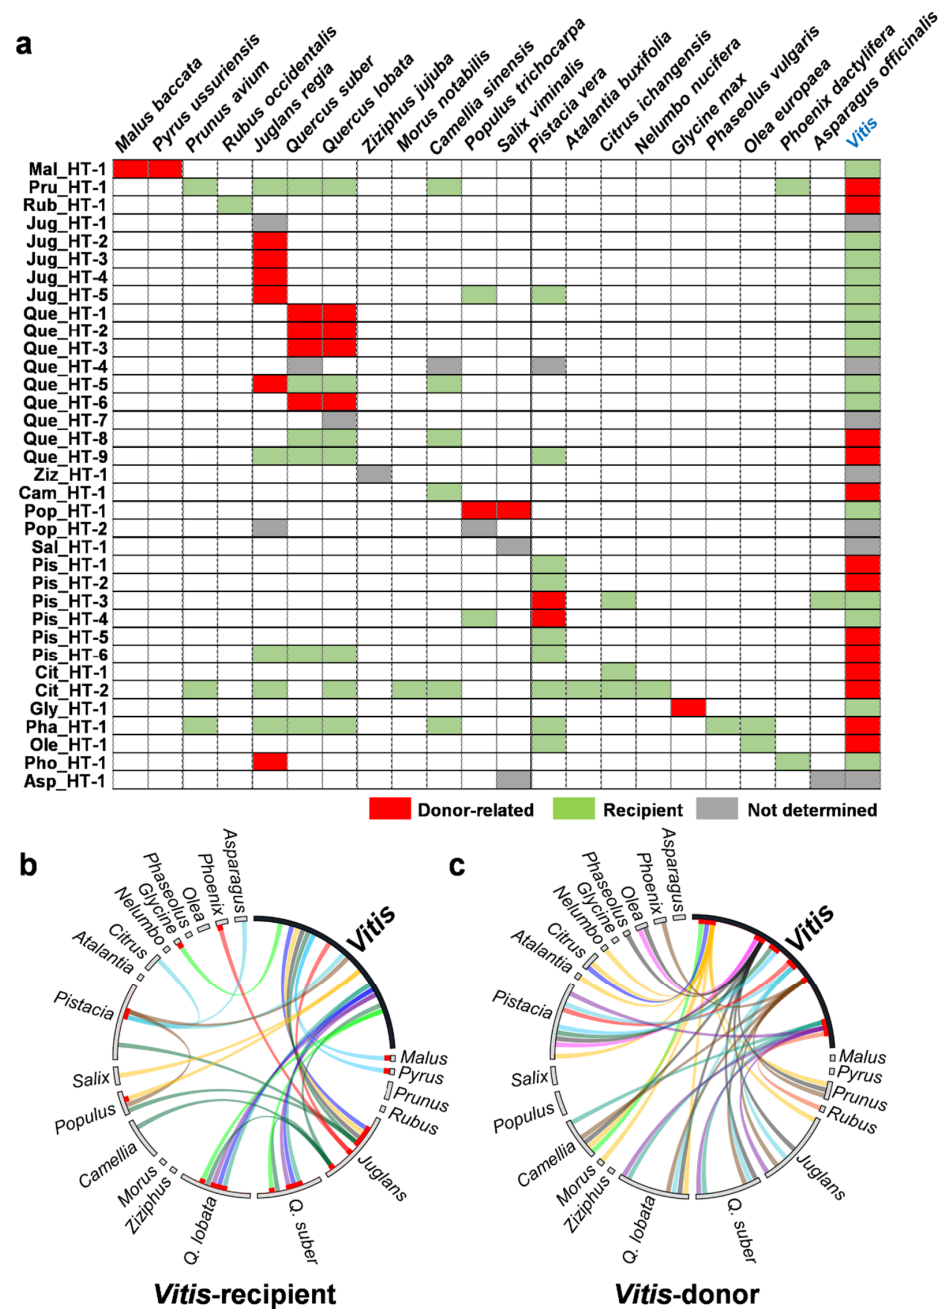 a
Malus baccata
Pyrus ussuriensis
Prunus avium
Rubus occidentalis
Juglans regia
Quercus suber
Quercus lobata
Ziziphus jujuba
Morus notabilis
Camellia sinensis
Populus trichocarpa
Salix viminalis
Pistacia vera
Atalantia buxifolia
Citrus ichangensis
Nelumbo nucifera
Glycine max
Phaseolus vulgaris
Olea europaea
Phoenix dactylifera
Asparagus officinalis
Vitis
Mal_HT-1
Pru_HT-1
Rub_HT-1
Jug_HT-1
Jug_HT-2
Jug_HT-3
Jug_HT-4
Jug_HT-5
Que_HT-1
Que_HT-2
Que_HT-3
Que_HT-4
Que_HT-5
Que_HT-6
Que_HT-7
Que_HT-8
Que_HT-9
Ziz_HT-1
Cam_HT-1
Pop_HT-1
Pop_HT-2
Sal_HT-1
Pis_HT-1
Pis_HT-2
Pis_HT-3
Pis_HT-4
Pis_HT-5
Pis_HT-6
Cit_HT-1
Cit_HT-2
Gly_HT-1
Pha_HT-1
Ole_HT-1
Pho_HT-1
Asp_HT-1
Donor-related Recipient Not determined
b
Asparagus
Phoenix
Olea
Phaseolus
Glycine
Nelumbo
Citrus
Atalantia
Pistacia
Salix
Populus
Camellia
Morus
Ziziphus
Q. lobata
Q. suber
Juglans
Rubus
Prunus
Pyrus
Malus
Vitis
Vitis-recipient
c
Asparagus
Phoenix
Olea
Phaseolus
Glycine
Nelumbo
Citrus
Atalantia
Pistacia
Salix
Populus
Camellia
Morus
Ziziphus
Q. lobata
Q. suber
Juglans
Rubus
Prunus
Pyrus
Malus
Vitis
Vitis-donor